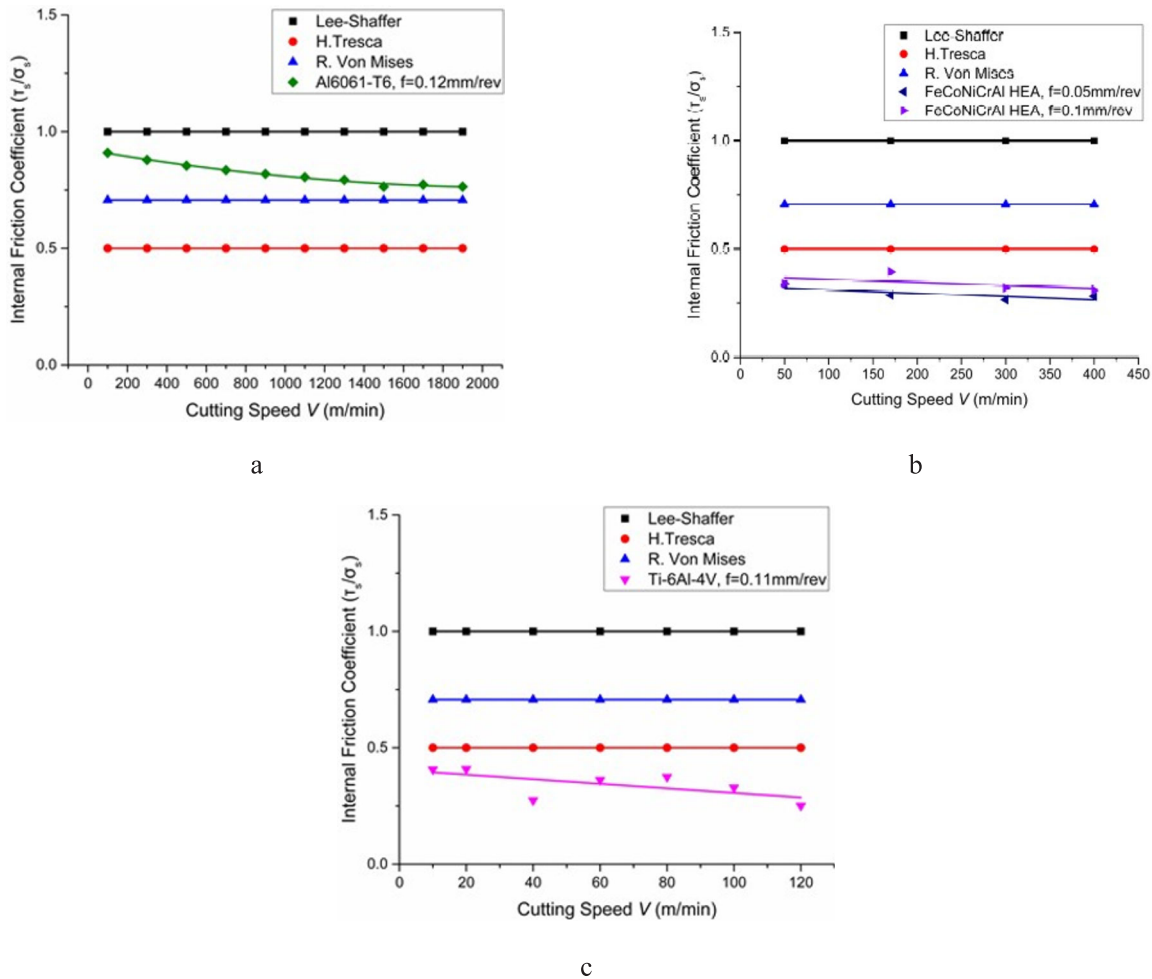 1.5
1.0
0.5
0.0
Internal Friction Coefficient (τs/σs)
Lee-Shaffer
H.Tresca
R. Von Mises
Al6061-T6, f=0.12mm/rev
0 200 400 600 800 1000 1200 1400 1600 1800 2000
Cutting Speed V (m/min)
a
1.5
1.0
0.5
0.0
Internal Friction Coefficient (τs/σs)
Lee-Shaffer
H.Tresca
R. Von Mises
FeCoNiCrAl HEA, f=0.05mm/rev
FeCoNiCrAl HEA, f=0.1mm/rev
0 50 100 150 200 250 300 350 400 450
Cutting Speed V (m/min)
b
1.5
1.0
0.5
0.0
Internal Friction Coefficient (τs/σs)
Lee-Shaffer
H.Tresca
R. Von Mises
Ti-6Al-4V, f=0.11mm/rev
0 20 40 60 80 100 120
Cutting Speed V (m/min)
c